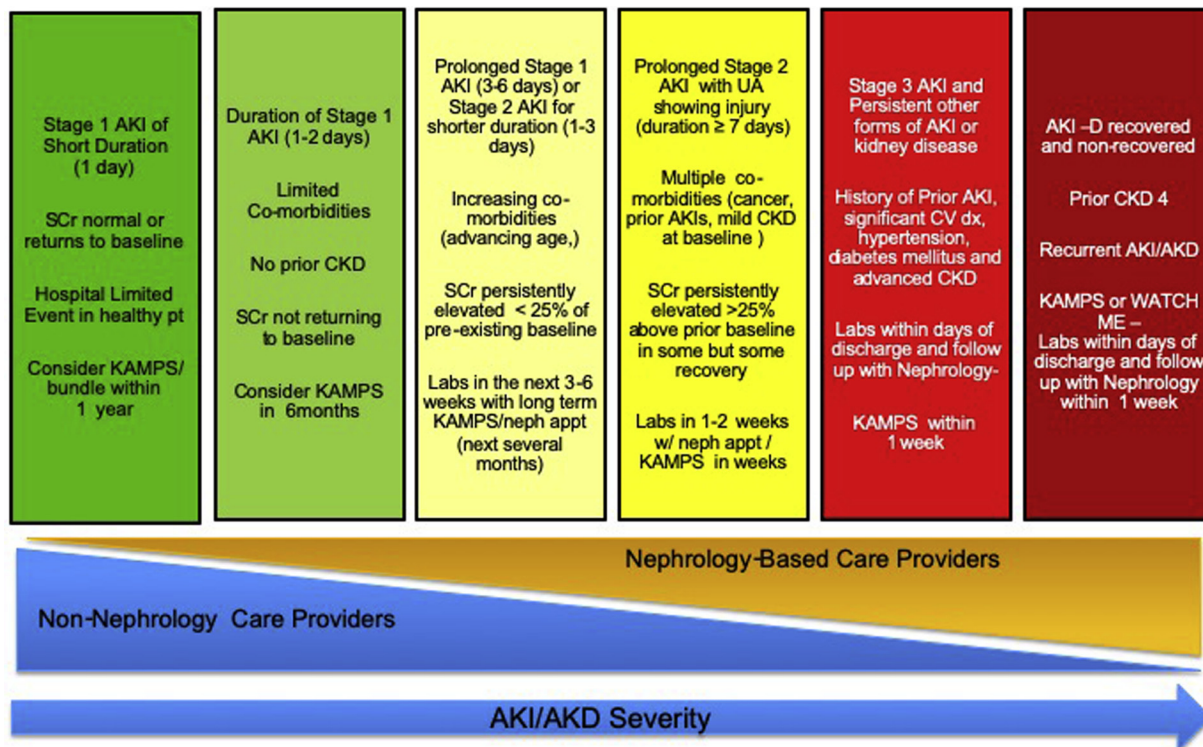 Stage 1 AKI of
Short Duration
(1 day)
SCr normal or
returns to baseline
Hospital Limited
Event in healthy pt
Consider KAMPS/
bundle within
1 year
Duration of Stage 1
AKI (1-2 days)
Limited
Co-morbidities
No prior CKD
SCr not returning
to baseline
Consider KAMPS
in 6months
Prolonged Stage 1
AKI (3-6 days) or
Stage 2 AKI for
shorter duration (1-3
days)
Increasing co-
morbidities
(advancing age,)
SCr persistently
elevated < 25% of
pre-existing baseline
Labs in the next 3-6
weeks with long term
KAMPS/neph appt
(next several
months)
Prolonged Stage 2
AKI with UA
showing injury
(duration ≥ 7 days)
Multiple co-
morbidities (cancer,
prior AKIs, mild CKD
at baseline )
SCr persistently
elevated >25%
above prior baseline
in some but some
recovery
Labs in 1-2 weeks
w/ neph appt /
KAMPS in weeks
Stage 3 AKI and
Persistent other
forms of AKI or
kidney disease
History of Prior AKI,
significant CV dx,
hypertension,
diabetes mellitus and
advanced CKD
Labs within days of
discharge and follow
up with Nephrology-
KAMPS within
1 week
AKI –D recovered
and non-recovered
Prior CKD 4
Recurrent AKI/AKD
KAMPS or WATCH
ME –
Labs within days of
discharge and follow
up with Nephrology
within 1 week
Nephrology-Based Care Providers
Non-Nephrology Care Providers
AKI/AKD Severity